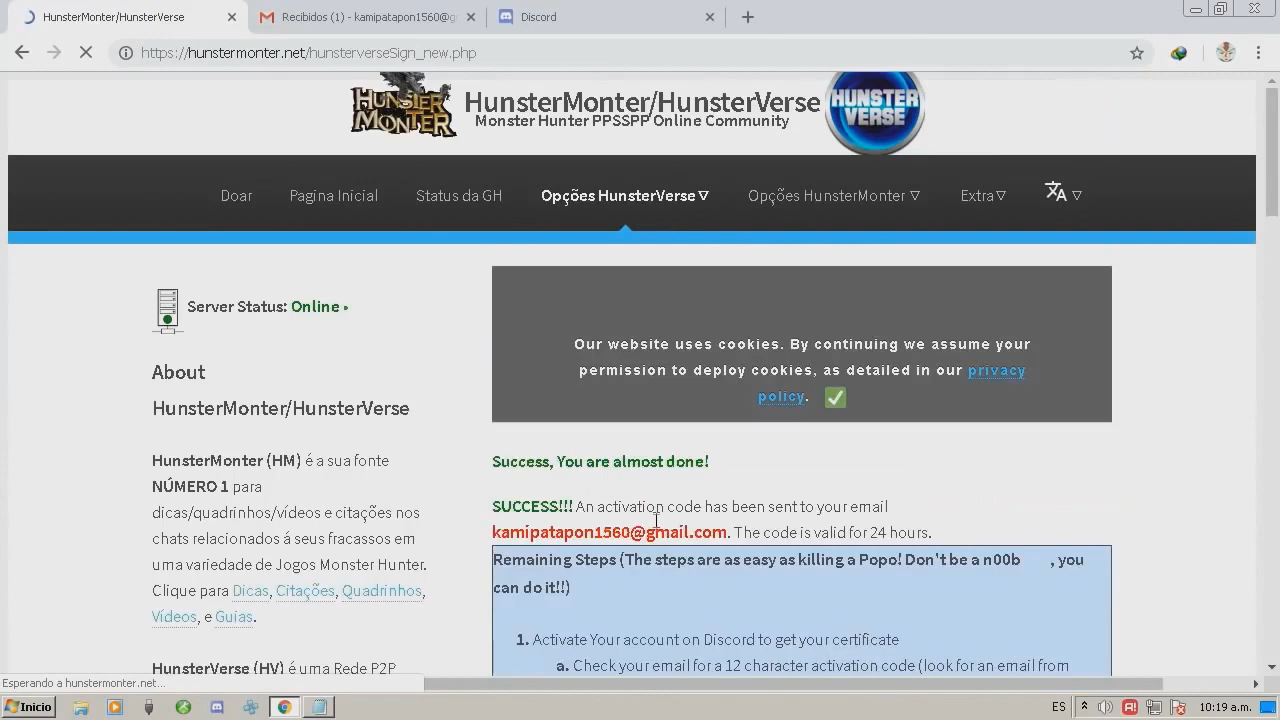 HunsterMonter/HunsterVerse
Recibidos (1) - kamipatapon1560@g
Discord
https://hunstermonter.net/hunsterverseSign_new.php
HUNSTER MONTER
HunsterMonter/HunsterVerse
Monster Hunter PPSSPP Online Community
HUNSTER VERSE
Doar
Pagina Inicial
Status da GH
Opções HunsterVerse ▽
Opções HunsterMonter ▽
Extra▽
▽
Server Status: Online •
About
HunsterMonter/HunsterVerse
HunsterMonter (HM) é a sua fonte
NÚMERO 1 para
dicas/quadrinhos/vídeos e citações nos
chats relacionados á seus fracassos em
uma variedade de Jogos Monster Hunter.
Clique para Dicas, Citações, Quadrinhos,
Vídeos, e Guias.
HunsterVerse (HV) é uma Rede P2P
Our website uses cookies. By continuing we assume your
permission to deploy cookies, as detailed in our privacy
policy.
Success, You are almost done!
SUCCESS!!! An activation code has been sent to your email
kamipatapon1560@gmail.com. The code is valid for 24 hours.
Remaining Steps (The steps are as easy as killing a Popo! Don't be a n00b , you
can do it!!)
1. Activate Your account on Discord to get your certificate
a. Check your email for a 12 character activation code (look for an email from
Esperando a hunstermonter.net...
Inicio
ES
10:19 a.m.